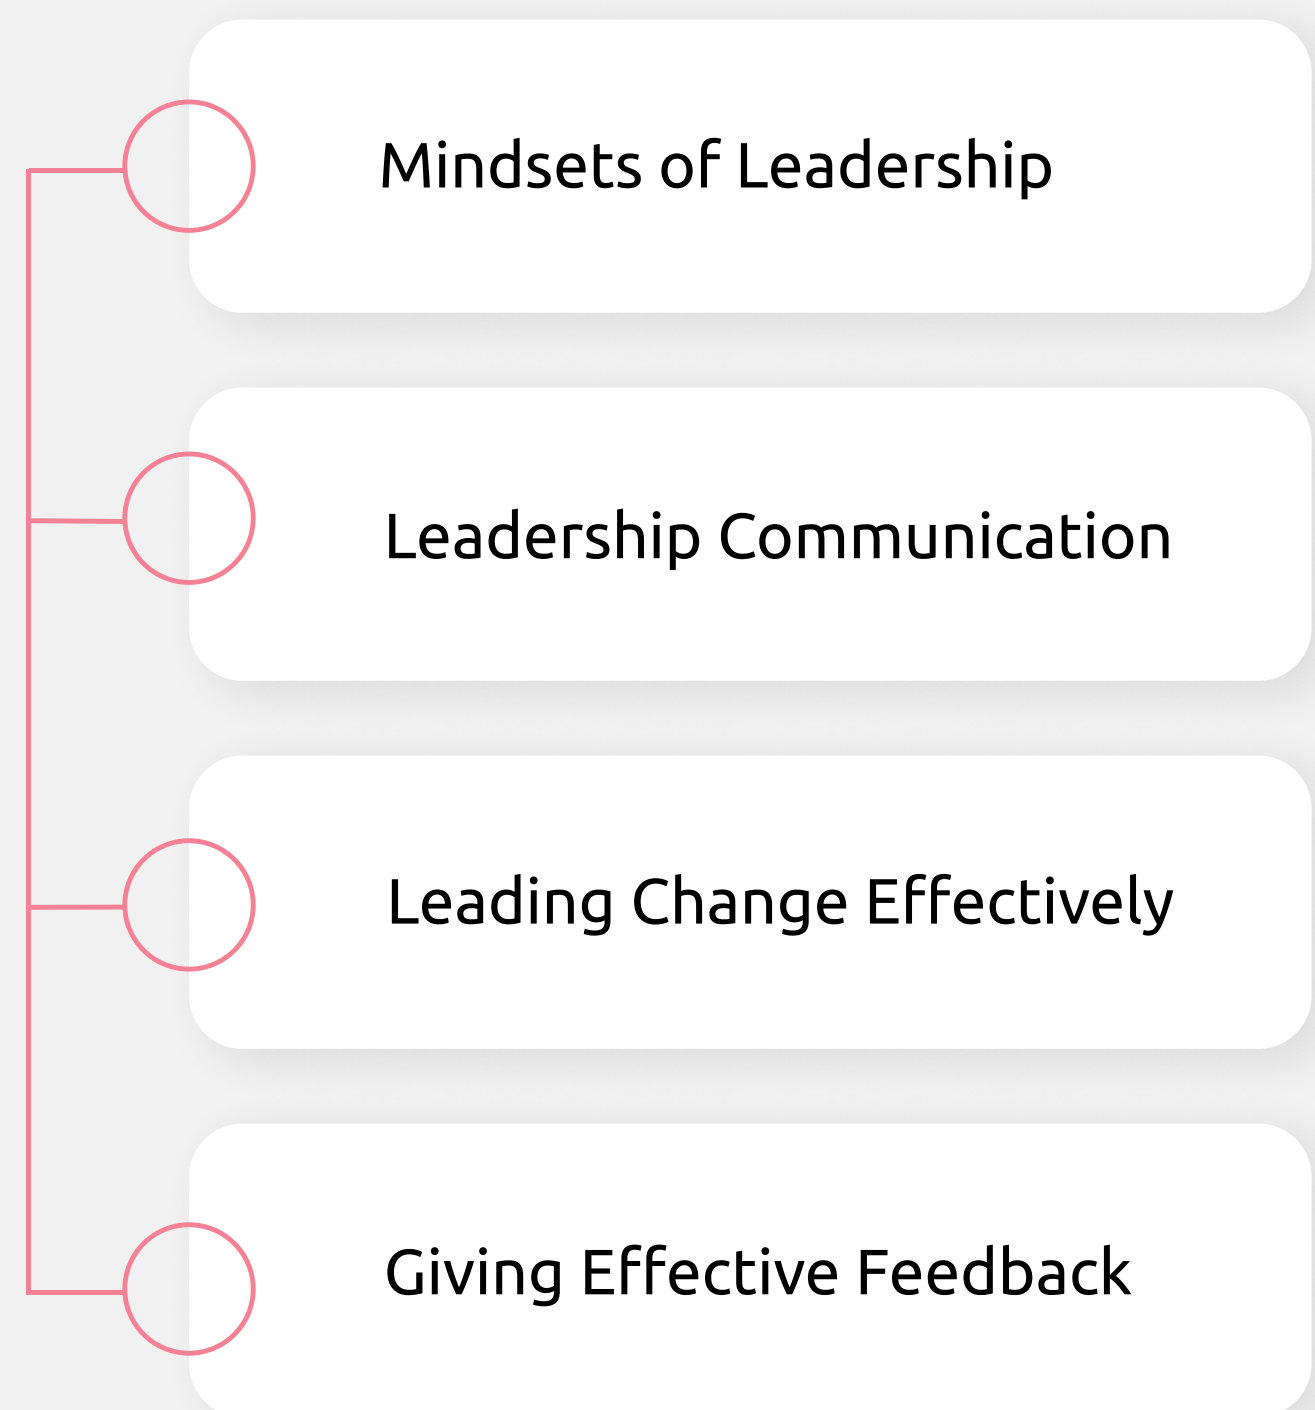 Mindsets of Leadership
Leadership Communication
Leading Change Effectively
Giving Effective Feedback